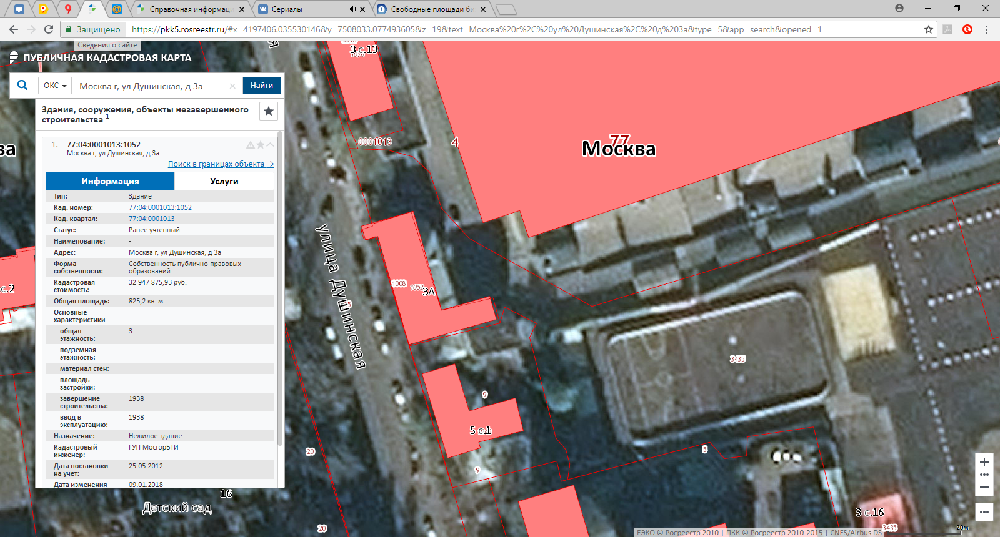 Справочная информаци
Сериалы
Свободные площади би
Защищено
https://pkk5.rosreestr.ru/#x=4197406.035530146&y=7508033.077493605&z=19&text=Москва%20г%2C%20ул%20Душинская%2C%20д%203а&type=5&app=search&opened=1
Сведения о сайте
ПУБЛИЧНАЯ КАДАСТРОВАЯ КАРТА
ОКС
Москва г, ул Душинская, д 3а
Найти
Здания, сооружения, объекты незавершенного
строительства 1
1. 77:04:0001013:1052
Москва г, ул Душинская, д 3а
Поиск в границах объекта →
Информация
Услуги
Тип: Здание
Кад. номер: 77:04:0001013:1052
Кад. квартал: 77:04:0001013
Статус: Ранее учтенный
Наименование: -
Адрес: Москва г, ул Душинская, д 3а
Форма собственности: Собственность публично-правовых
образований
Кадастровая стоимость: 32 947 875,93 руб.
Общая площадь: 825,2 кв. м
Основные
характеристики
общая этажность: 3
подземная этажность: -
материал стен:
площадь застройки: -
завершение строительства: 1938
ввод в эксплуатацию: 1938
Назначение: Нежилое здание
Кадастровый инженер: ГУП МосгорБТИ
Дата постановки на учет: 25.05.2012
Дата изменения 09.01.2018
3 с.13
1076
0001013
4
77
Москва
ва
с.2
улица Душинская
1008
1052
3А
3435
9
5 с.1
9
5
20
16
Детский сад
20
3 с.16
3435
20м
ЕЭКО © Росреестр 2010 | ПКК © Росреестр 2010-2015 | CNES/Airbus DS